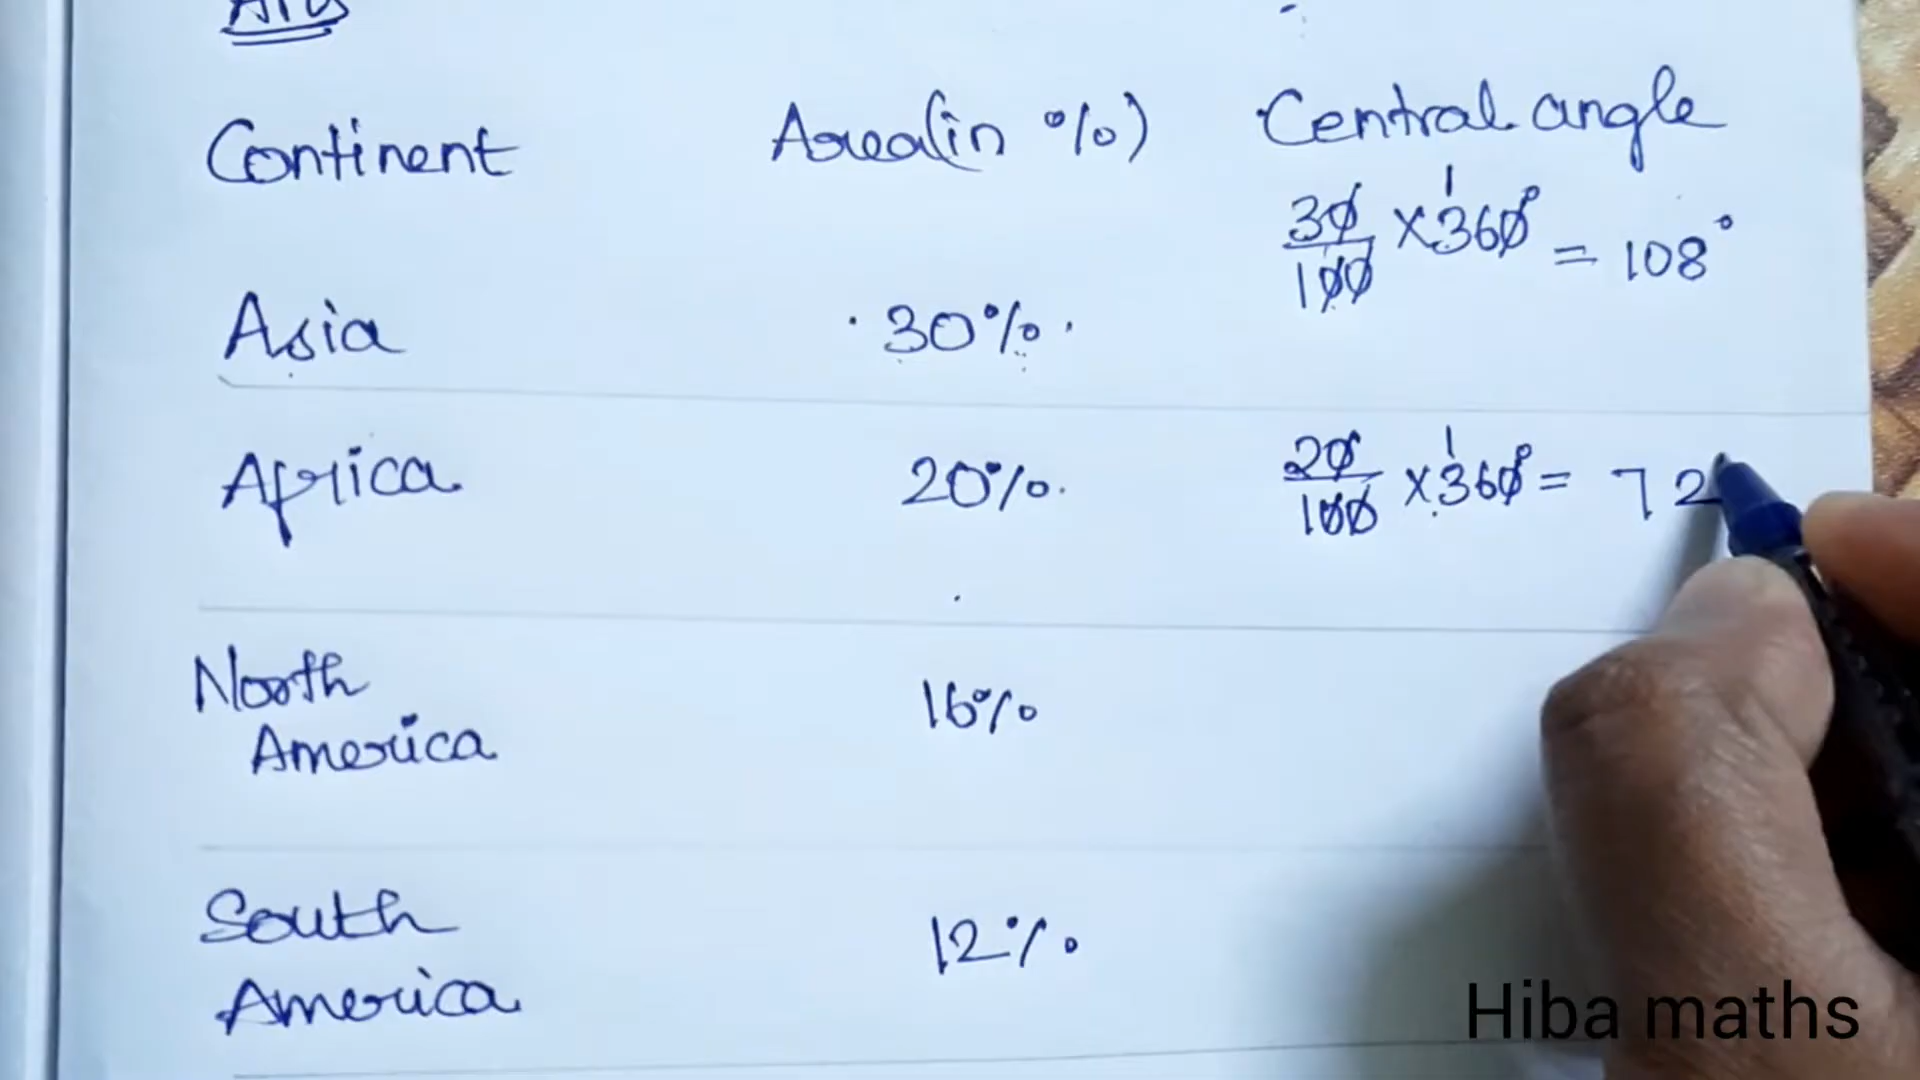 Ans
Continent Area(in %) Central angle
30/100 x 360° = 108°
Asia 30%
Africa 20% 20/100 x 360° = 72
North
America 16%
South
America 12%
Hiba maths